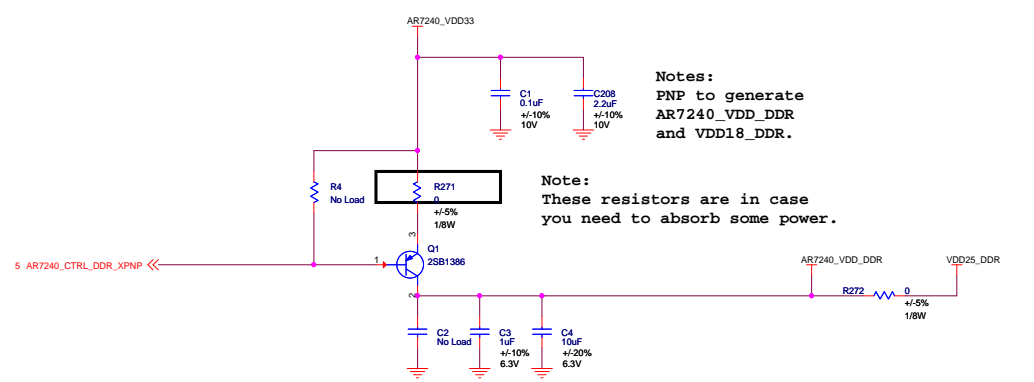 AR7240_VDD33
C1
0.1uF
+/-10%
10V
C208
2.2uF
+/-10%
10V
Notes:
PNP to generate
AR7240_VDD_DDR
and VDD18_DDR.
R4
No Load
R271
0
+/-5%
1/8W
Note:
These resistors are in case
you need to absorb some power.
3
Q1
2SB1386
1
2
5 AR7240_CTRL_DDR_XPNP
AR7240_VDD_DDR
VDD25_DDR
R272
0
+/-5%
1/8W
C2
No Load
C3
1uF
+/-10%
6.3V
C4
10uF
+/-20%
6.3V